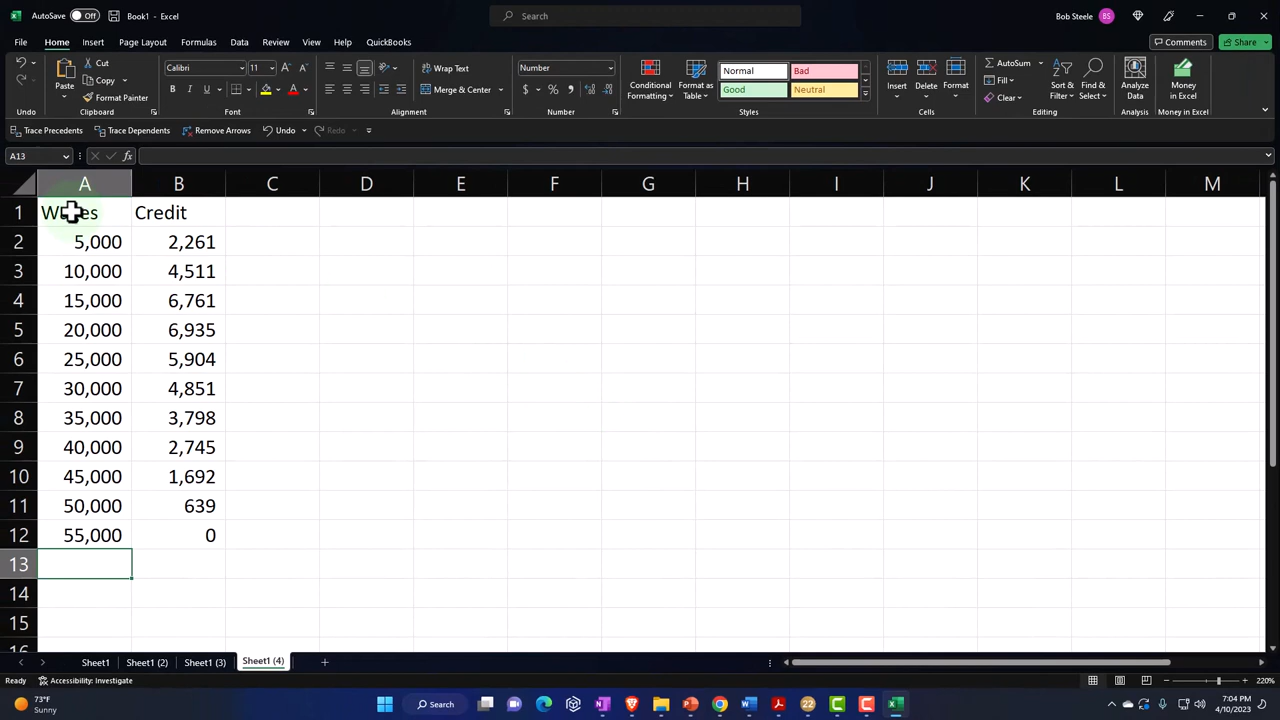 AutoSave Off Book1 - Excel Search Bob Steele BS
File Home Insert Page Layout Formulas Data Review View Help QuickBooks Comments Share
Cut Calibri 11 Wrap Text Number Normal Bad AutoSum
Copy Paste Conditional Formatting Format as Table Insert Delete Format Fill Sort & Filter Find & Select Analyze Data Money in Excel
Format Painter B I U A Merge & Center $ % Good Neutral Clear
Undo Clipboard Font Alignment Number Styles Cells Editing Analysis Money in Excel
Trace Precedents Trace Dependents Remove Arrows Undo Redo
A13 fx
A B C D E F G H I J K L M
1 Credit
2 5,000 2,261
3 10,000 4,511
4 15,000 6,761
5 20,000 6,935
6 25,000 5,904
7 30,000 4,851
8 35,000 3,798
9 40,000 2,745
10 45,000 1,692
11 50,000 639
12 55,000 0
13
14
15
16
Sheet1 Sheet1 (2) Sheet1 (3) Sheet1 (4)
Ready Accessibility: Investigate 220%
73°F Search 22 7:04 PM
Sunny 4/10/2023